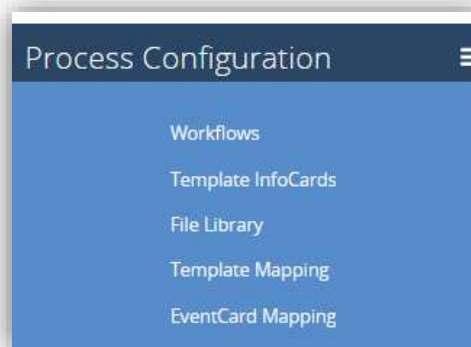 Process Configuration
Workflows
Template InfoCards
File Library
Template Mapping
EventCard Mapping